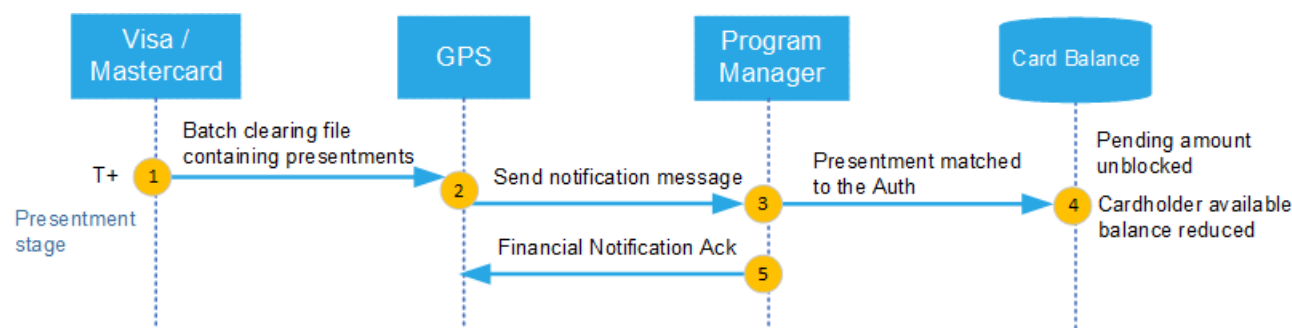 Visa /
Mastercard
GPS
Program
Manager
Card Balance
Batch clearing file
containing presentments
T+
1
Presentment
stage
2
Send notification message
3
Presentment matched
to the Auth
4
Pending amount
unblocked
Cardholder available
balance reduced
Financial Notification Ack
5